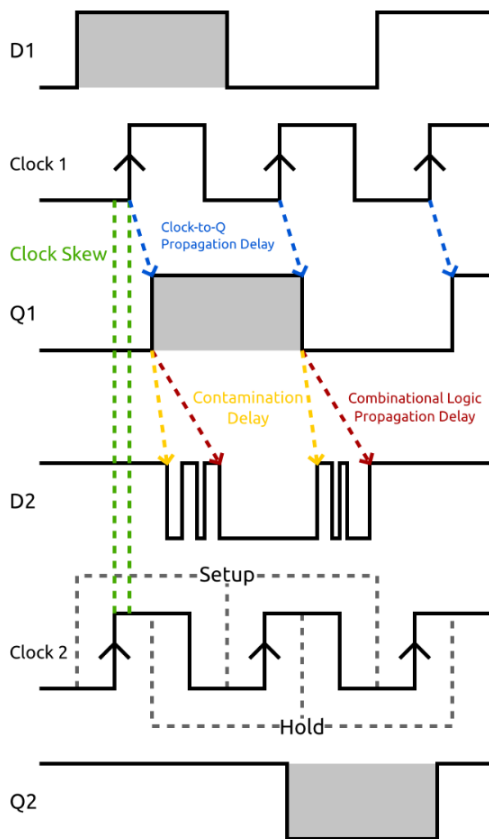 D1
Clock 1
Clock-to-Q
Propagation Delay
Clock Skew
Q1
Contamination
Delay
Combinational Logic
Propagation Delay
D2
Setup
Clock 2
Hold
Q2